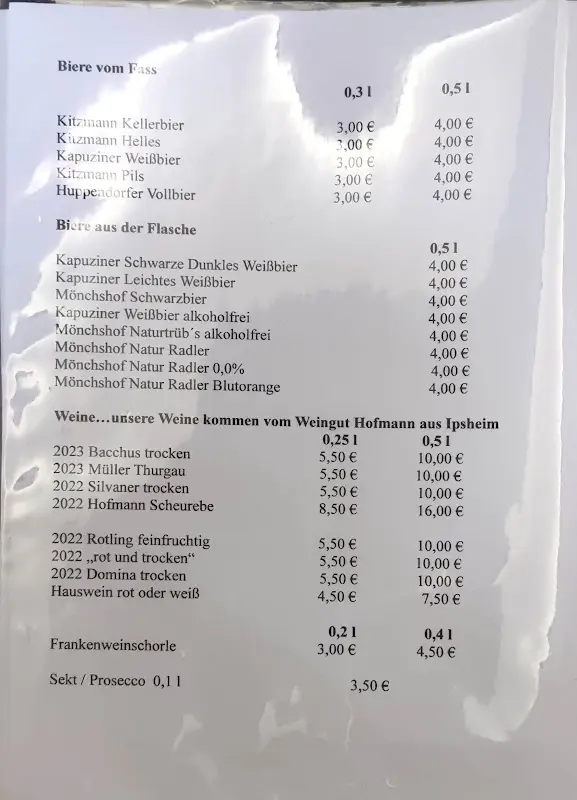 Biere vom Fass
0,3 l 0,5 l
Kitzmann Kellerbier 3,00 € 4,00 €
Kitzmann Helles 3,00 € 4,00 €
Kapuziner Weißbier 3,00 € 4,00 €
Kitzmann Pils 3,00 € 4,00 €
Huppendorfer Vollbier 3,00 € 4,00 €
Biere aus der Flasche
0,5 l
Kapuziner Schwarze Dunkles Weißbier 4,00 €
Kapuziner Leichtes Weißbier 4,00 €
Mönchshof Schwarzbier 4,00 €
Kapuziner Weißbier alkoholfrei 4,00 €
Mönchshof Naturtrüb´s alkoholfrei 4,00 €
Mönchshof Natur Radler 4,00 €
Mönchshof Natur Radler 0,0% 4,00 €
Mönchshof Natur Radler Blutorange 4,00 €
Weine…unsere Weine kommen vom Weingut Hofmann aus Ipsheim
0,25 l 0,5 l
2023 Bacchus trocken 5,50 € 10,00 €
2023 Müller Thurgau 5,50 € 10,00 €
2022 Silvaner trocken 5,50 € 10,00 €
2022 Hofmann Scheurebe 8,50 € 16,00 €
2022 Rotling feinfruchtig 5,50 € 10,00 €
2022 „rot und trocken“ 5,50 € 10,00 €
2022 Domina trocken 5,50 € 10,00 €
Hauswein rot oder weiß 4,50 € 7,50 €
0,2 l 0,4 l
Frankenweinschorle 3,00 € 4,50 €
Sekt / Prosecco 0,1 l 3,50 €